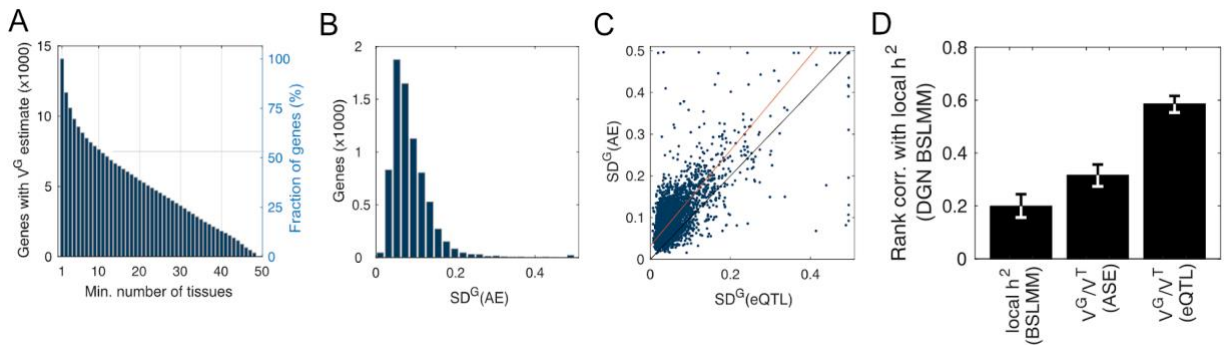 A
Genes with V^G estimate (x1000)
15
10
5
0
1 10 20 30 40 50
Min. number of tissues
100
75
50
25
0
Fraction of genes (%)
B
Genes (x1000)
2
1.5
1
0.5
0
0 0.2 0.4
SD^G(AE)
C
SD^G(AE)
0.5
0.4
0.3
0.2
0.1
0
0 0.2 0.4
SD^G(eQTL)
D
Rank corr. with local h^2
(DGN BSLMM)
0.8
0.6
0.4
0.2
0
local h^2
(BSLMM)
V^G/V^T
(ASE)
V^G/V^T
(eQTL)